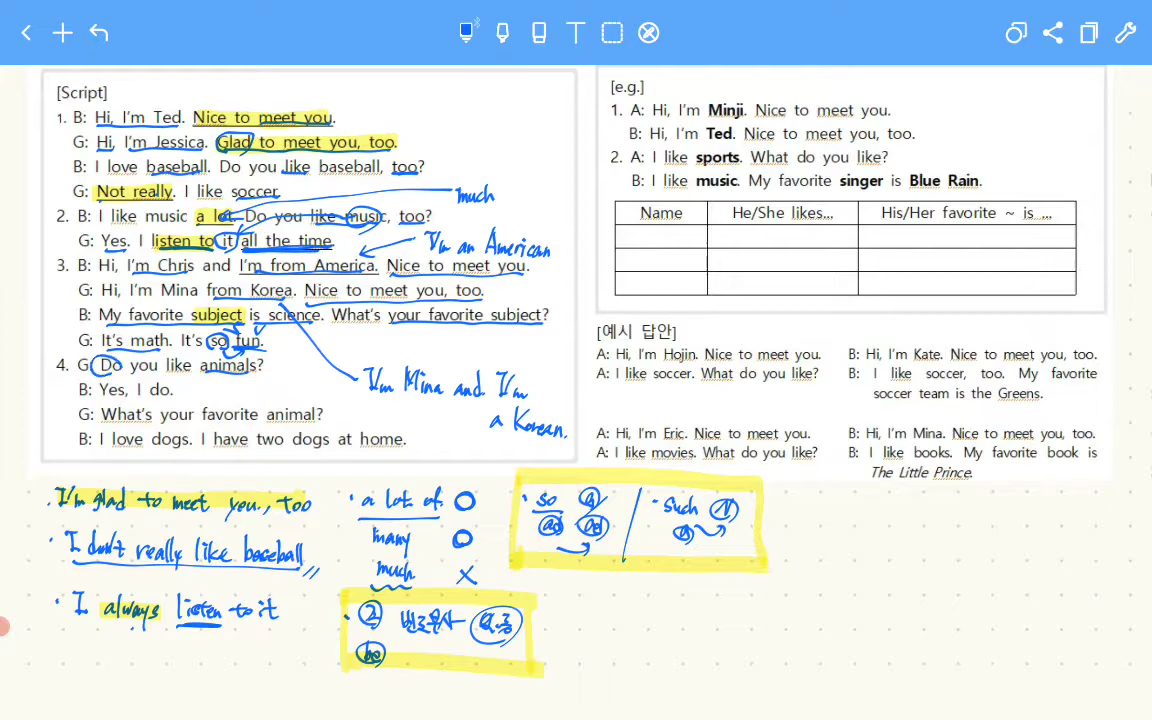 [Script]
1. B: Hi, I'm Ted. Nice to meet you.
G: Hi, I'm Jessica. Glad to meet you, too.
B: I love baseball. Do you like baseball, too?
G: Not really. I like soccer.
much
2. B: I like music a lot. Do you like music, too?
G: Yes. I listen to it all the time.
I'm an American
3. B: Hi, I'm Chris and I'm from America. Nice to meet you.
G: Hi, I'm Mina from Korea. Nice to meet you, too.
B: My favorite subject is science. What's your favorite subject?
G: It's math. It's so fun.
4. G: Do you like animals?
B: Yes, I do.
I'm Mina and I'm
a Korean.
G: What's your favorite animal?
B: I love dogs. I have two dogs at home.
[e.g.]
1. A: Hi, I'm Minji. Nice to meet you.
B: Hi, I'm Ted. Nice to meet you, too.
2. A: I like sports. What do you like?
B: I like music. My favorite singer is Blue Rain.
Name He/She likes... His/Her favorite ~ is ...
[예시 답안]
A: Hi, I'm Hojin. Nice to meet you.
A: I like soccer. What do you like?
B: Hi, I'm Kate. Nice to meet you, too.
B: I like soccer, too. My favorite
soccer team is the Greens.
A: Hi, I'm Eric. Nice to meet you.
A: I like movies. What do you like?
B: Hi, I'm Mina. Nice to meet you, too.
B: I like books. My favorite book is
The Little Prince.
· I'm glad to meet you, too
· I don't really like baseball
· I always listen to it
· a lot of O
many O
much X
· so
· such
be